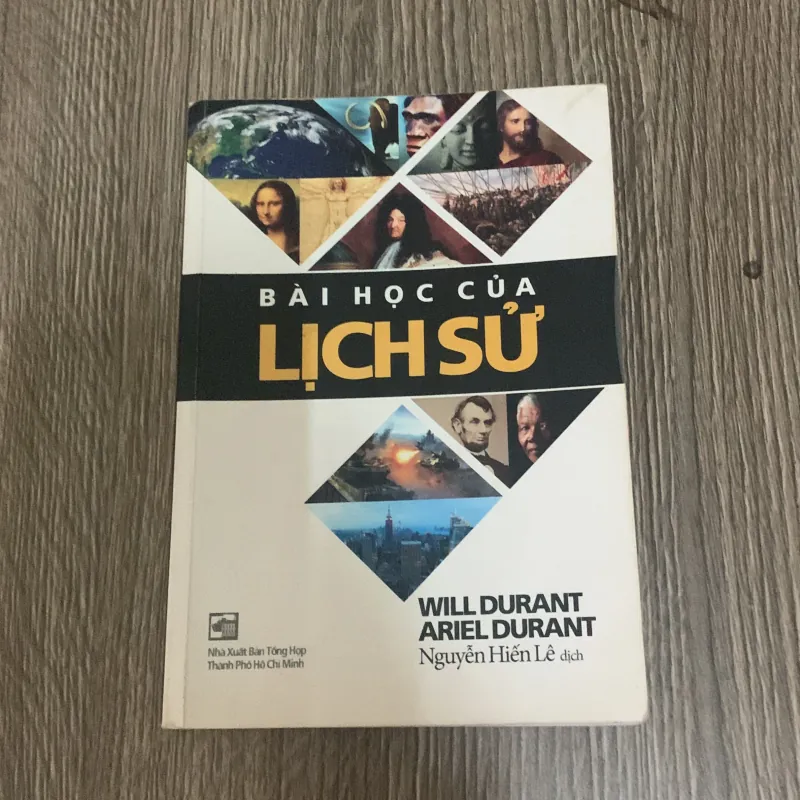 BÀI HỌC CỦA
LỊCH SỬ
WILL DURANT
ARIEL DURANT
Nguyễn Hiến Lê dịch
Nhà Xuất Bản Tổng Hợp
Thành Phố Hồ Chí Minh